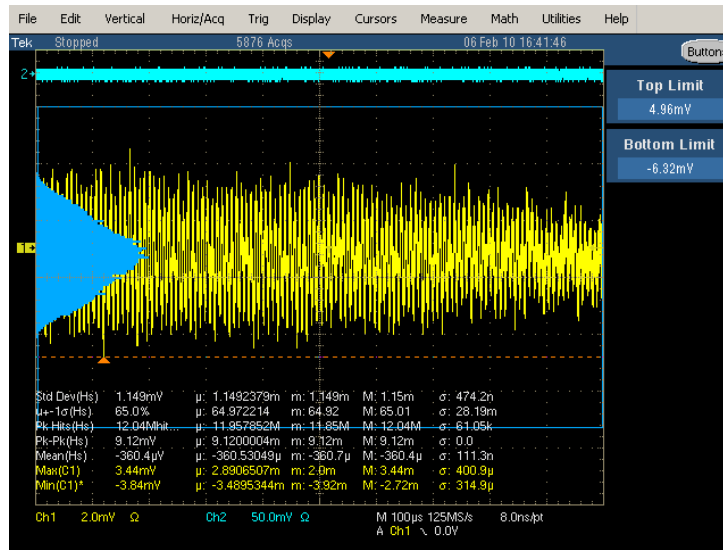 File Edit Vertical Horiz/Acq Trig Display Cursors Measure Math Utilities Help
Tek Stopped 5876 Acqs 06 Feb 10 16:41:46
Button
2
Top Limit
4.96mV
Bottom Limit
-6.32mV
1
Std Dev(Hs) 1.149mV µ: 1.1492379m m: 1.149m M: 1.15m σ: 474.2n
u+-1σ(Hs) 65.0% µ: 64.972214 m: 64.92 M: 65.01 σ: 28.19m
Pk Hits(Hs) 12.04Mhit... µ: 11.957852M m: 11.85M M: 12.04M σ: 61.05k
Pk-Pk(Hs) 9.12mV µ: 9.1200004m m: 9.12m M: 9.12m σ: 0.0
Mean(Hs) -360.4µV µ: -360.53049µ m: -360.7µ M: -360.4µ σ: 111.3n
Max(C1) 3.44mV µ: 2.8906507m m: 2.0m M: 3.44m σ: 400.9µ
Min(C1)* -3.84mV µ: -3.4895344m m: -3.92m M: -2.72m σ: 314.9µ
Ch1 2.0mV Ω Ch2 50.0mV Ω M 100µs 125MS/s 8.0ns/pt
A Ch1 \ 0.0V